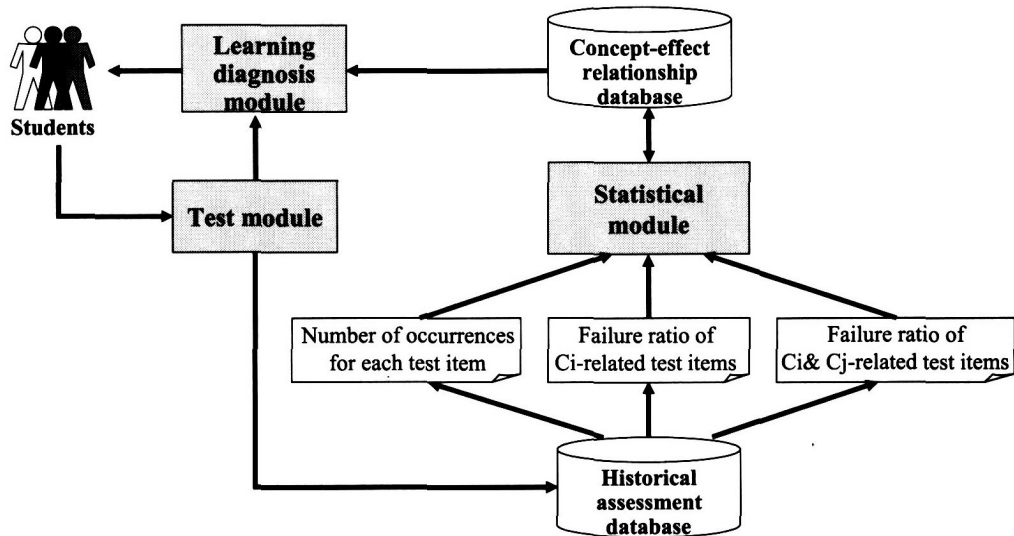 Students
Learning
diagnosis
module
Concept-effect
relationship
database
Test module
Statistical
module
Number of occurrences
for each test item
Failure ratio of
Ci-related test items
Failure ratio of
Ci& Cj-related test items
Historical
assessment
database